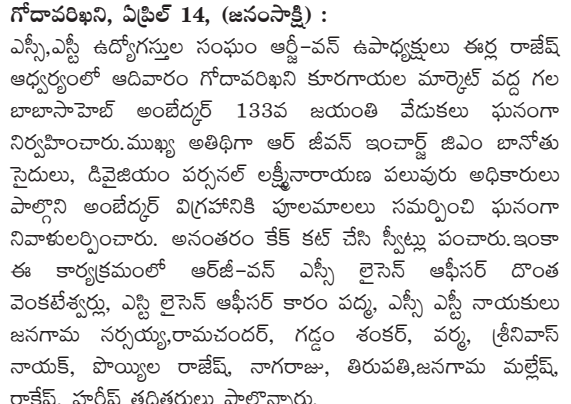 గోదావరిఖని, ఏప్రిల్ 14, (జనంసాక్షి) :
ఎస్సీ,ఎస్టీ ఉద్యోగస్తుల సంఘం ఆర్జీ-వన్ ఉపాధ్యక్షులు ఈర్ల రాజేష్
ఆధ్వర్యంలో ఆదివారం గోదావరిఖని కూరగాయల మార్కెట్ వద్ద గల
బాబాసాహెబ్ అంబేద్కర్ 133వ జయంతి వేడుకలు ఘనంగా
నిర్వహించారు.ముఖ్య అతిథిగా ఆర్ జీవన్ ఇంచార్జ్ జిఎం బానోతు
సైదులు, డివైజియం పర్సనల్ లక్ష్మీనారాయణ పలువురు అధికారులు
పాల్గొని అంబేద్కర్ విగ్రహానికి పూలమాలలు సమర్పించి ఘనంగా
నివాళులర్పించారు. అనంతరం కేక్ కట్ చేసి స్వీట్లు పంచారు.ఇంకా
ఈ కార్యక్రమంలో ఆర్‌జీ-వన్ ఎస్సీ లైసెన్ ఆఫీసర్ దొంత
వెంకటేశ్వర్లు, ఎస్టి లైసెన్ ఆఫీసర్ కారం పద్మ, ఎస్సీ ఎస్టీ నాయకులు
జనగామ నర్సయ్య,రామచందర్, గడ్డం శంకర్, వర్మ, శ్రీనివాస్
నాయక్, పొయ్యిల రాజేష్, నాగరాజు, తిరుపతి,జనగామ మల్లేష్,
రాకేష్, హరీష్ తదితరులు పాల్గొన్నారు.